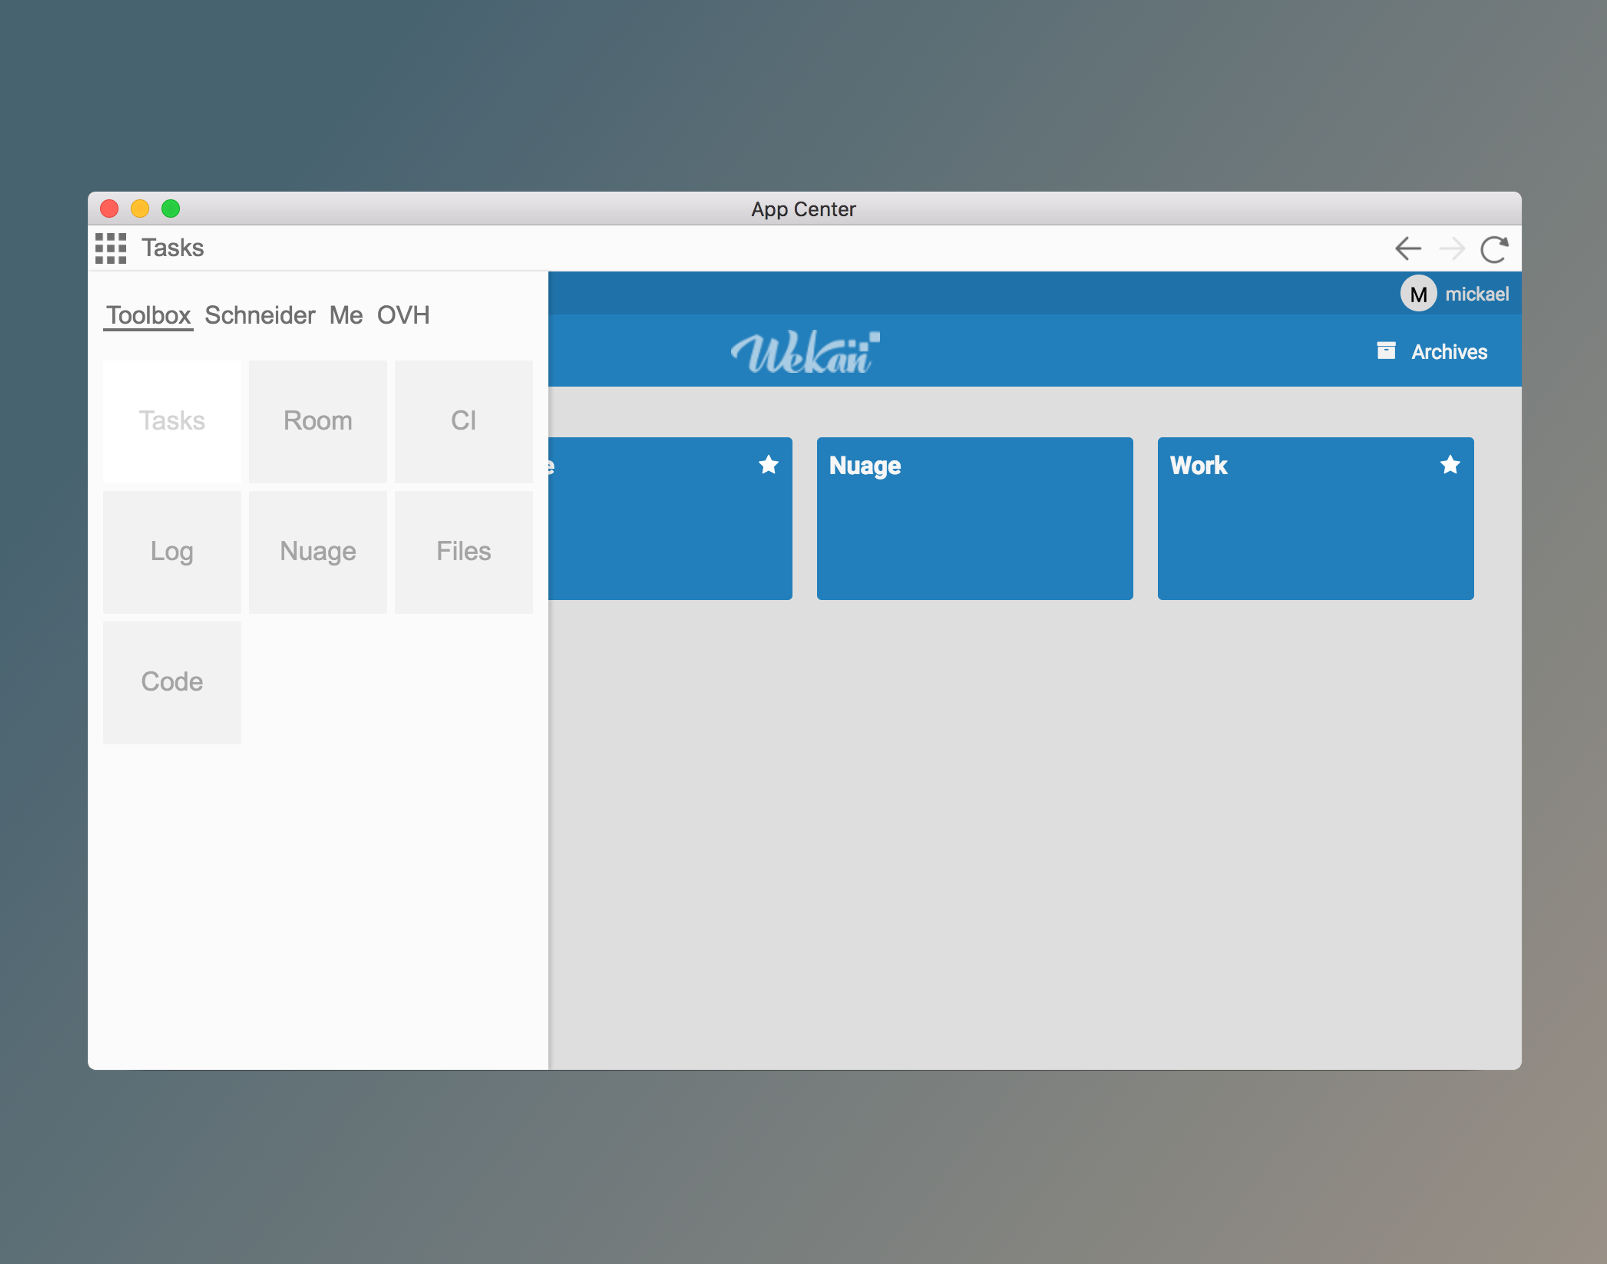 App Center
Tasks
M mickael
Toolbox Schneider Me OVH
Wekan
Archives
Tasks Room CI
e Nuage Work
Log Nuage Files
Code